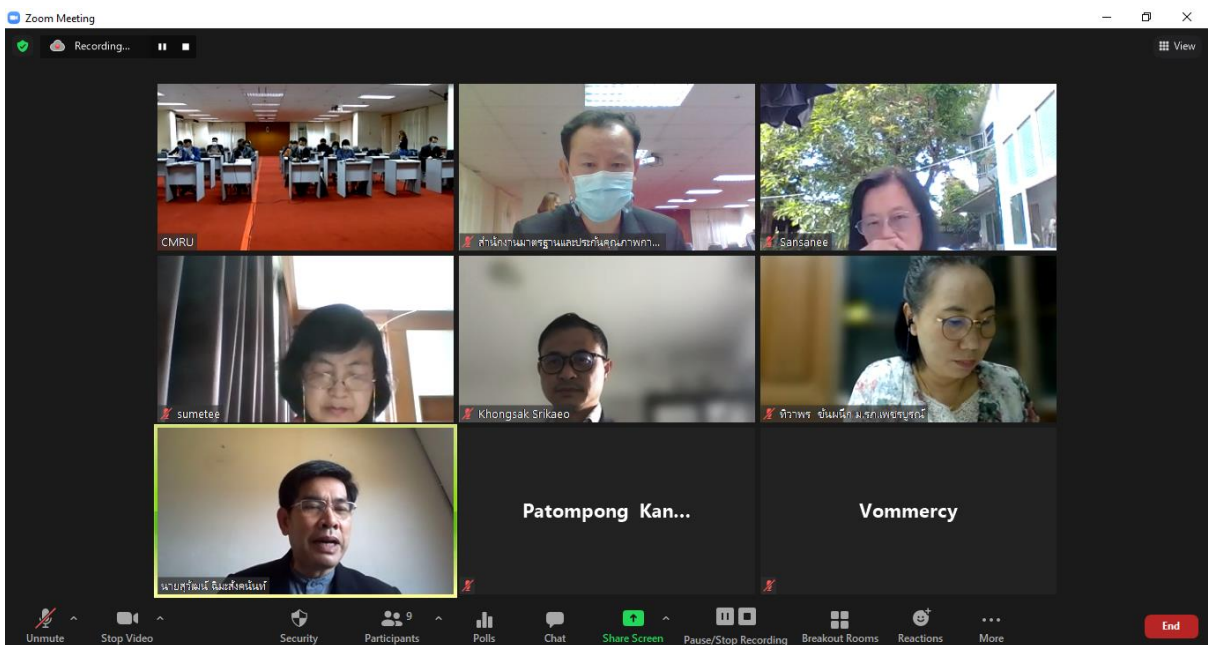 Zoom Meeting
Recording...
View
CMRU
สำนักงานมาตรฐานและประกันคุณภาพกา...
Sansanee
sumetee
Khongsak Srikaeo
ทิวาพร ขันผนึก ม.รภ.เพชรบูรณ์
นายสุวัฒน์ ฉิมะสังคนันท์
Patompong Kan...
Vommercy
Unmute
Stop Video
Security
9
Participants
Polls
Chat
Share Screen
Pause/Stop Recording
Breakout Rooms
Reactions
More
End